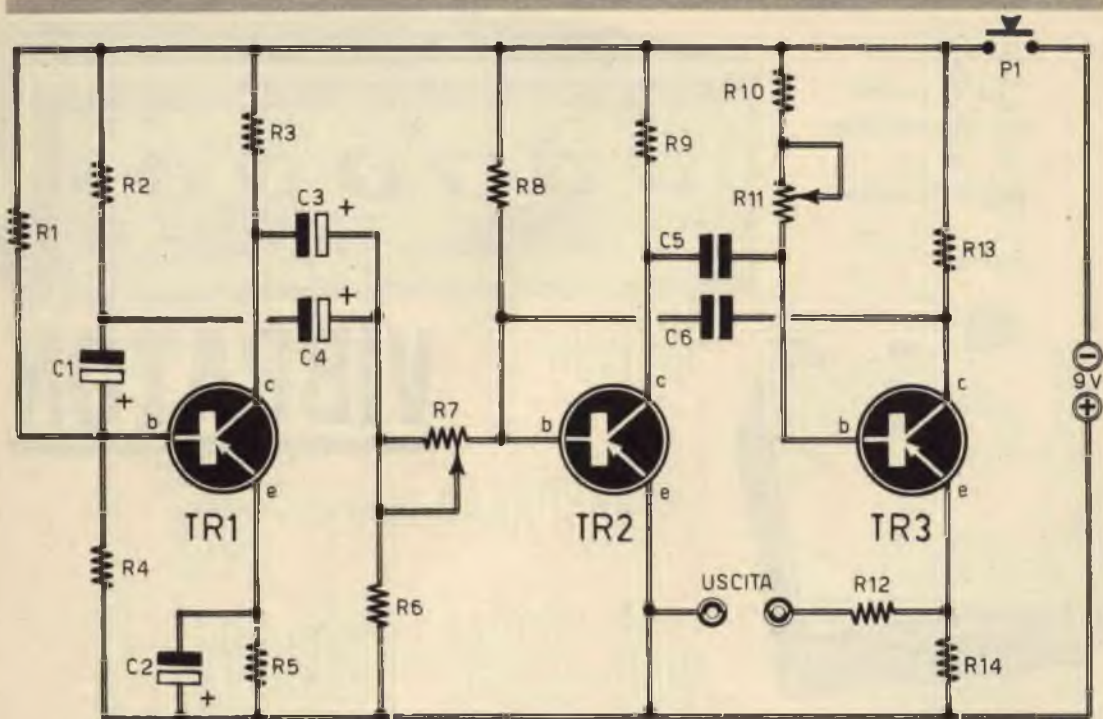 P1
R10
R3
R9
C3 +
R2
R8
R11
R1
C5
R13
C4 +
C6
C1 +
−
9V
+
c
c
c
b
R7
b
b
e
e
e
TR1
TR2
TR3
R4
USCITA
R12
R6
C2 +
R5
R14